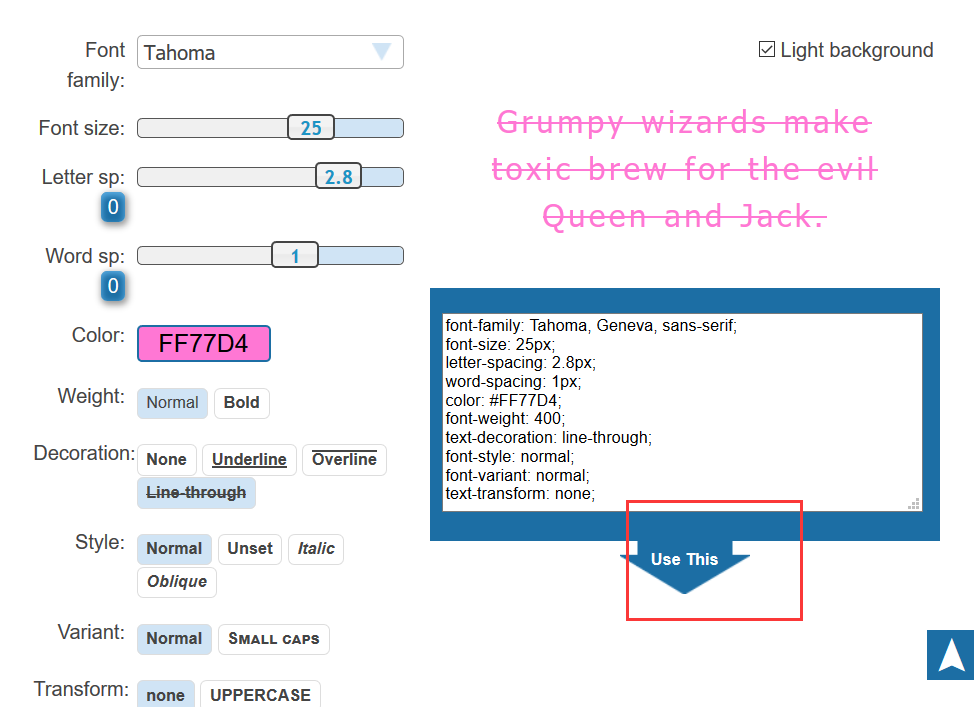 Font family:
Tahoma
Light background
Font size:
25
Letter sp:
2.8
0
Word sp:
1
0
Color:
FF77D4
Weight:
Normal Bold
Decoration:
None Underline Overline
Line-through
Style:
Normal Unset Italic
Oblique
Variant:
Normal Small caps
Transform:
none UPPERCASE
Grumpy wizards make
toxic brew for the evil
Queen and Jack.
font-family: Tahoma, Geneva, sans-serif;
font-size: 25px;
letter-spacing: 2.8px;
word-spacing: 1px;
color: #FF77D4;
font-weight: 400;
text-decoration: line-through;
font-style: normal;
font-variant: normal;
text-transform: none;
Use This